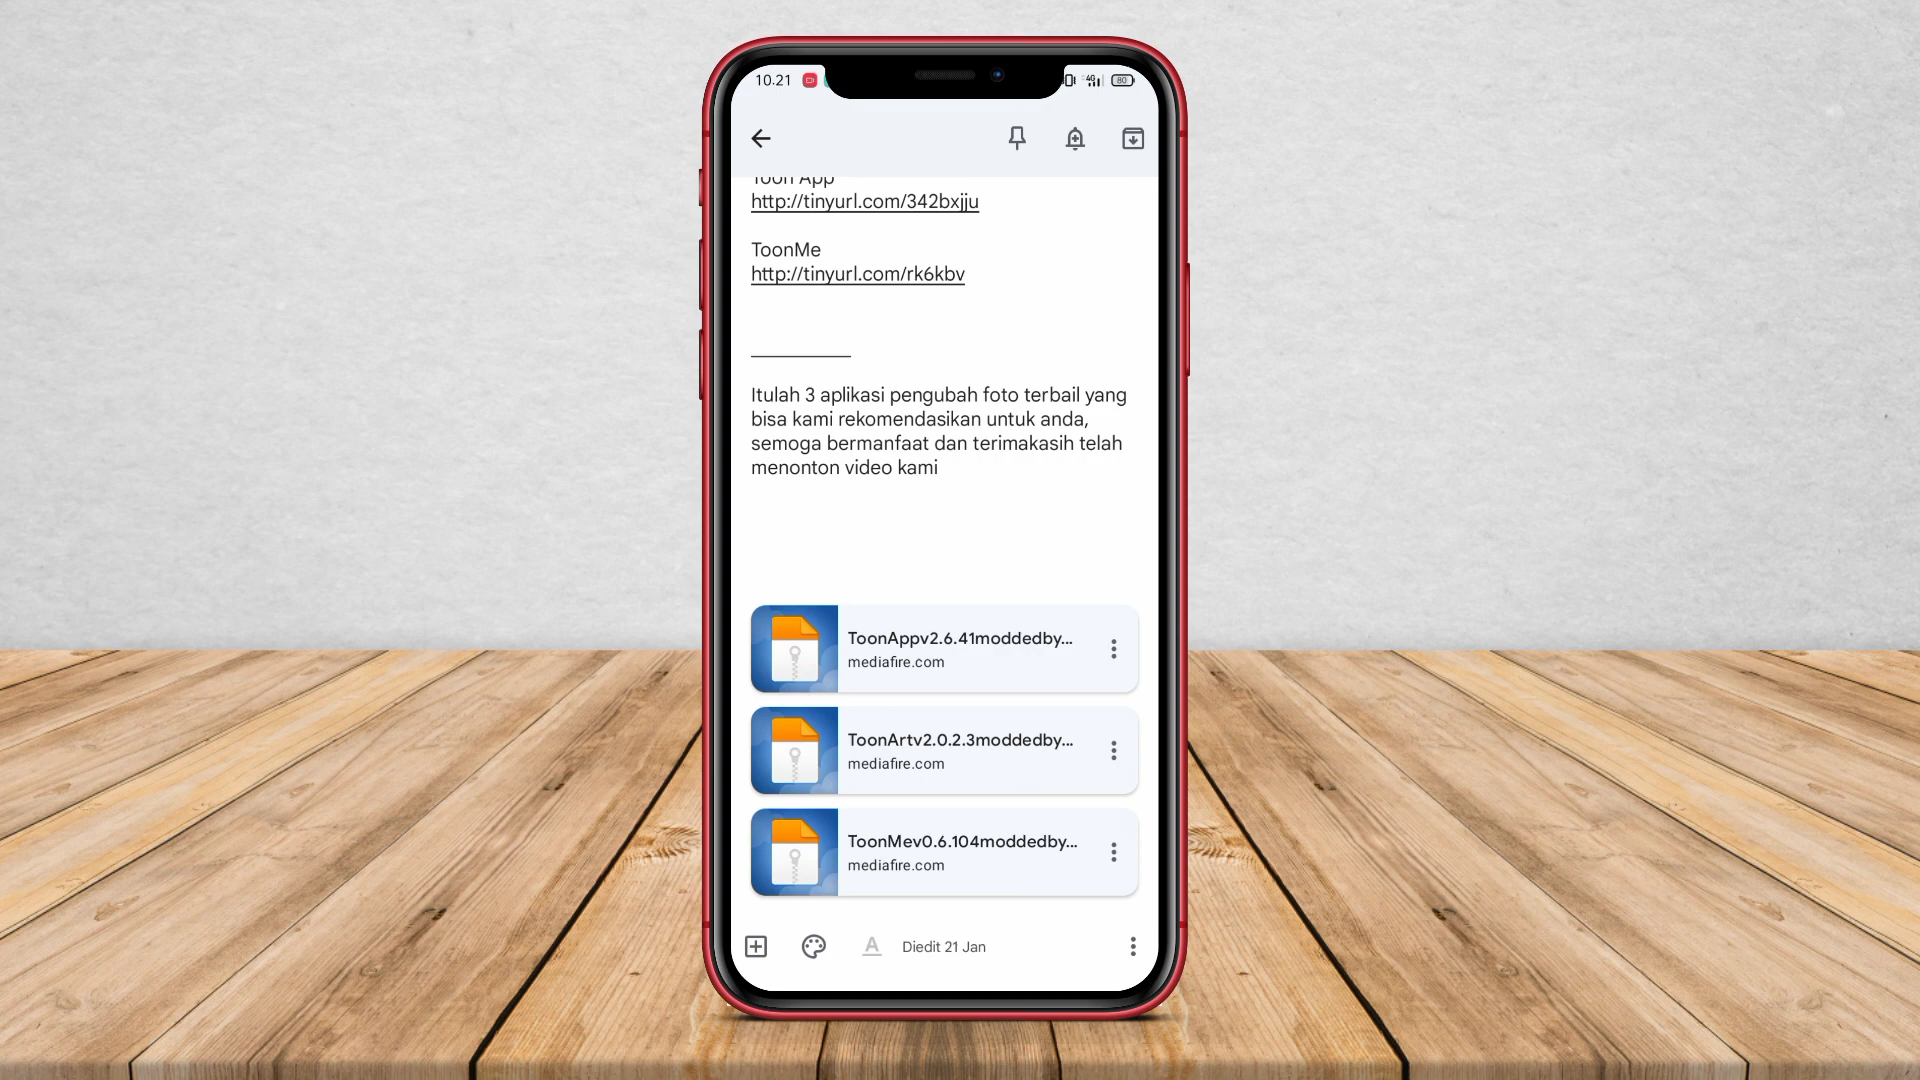 10.21
4G
80
Toon App
http://tinyurl.com/342bxjju
ToonMe
http://tinyurl.com/rk6kbv
Itulah 3 aplikasi pengubah foto terbail yang
bisa kami rekomendasikan untuk anda,
semoga bermanfaat dan terimakasih telah
menonton video kami
ToonAppv2.6.41moddedby...
mediafire.com
ToonArtv2.0.2.3moddedby...
mediafire.com
ToonMev0.6.104moddedby...
mediafire.com
A
Diedit 21 Jan